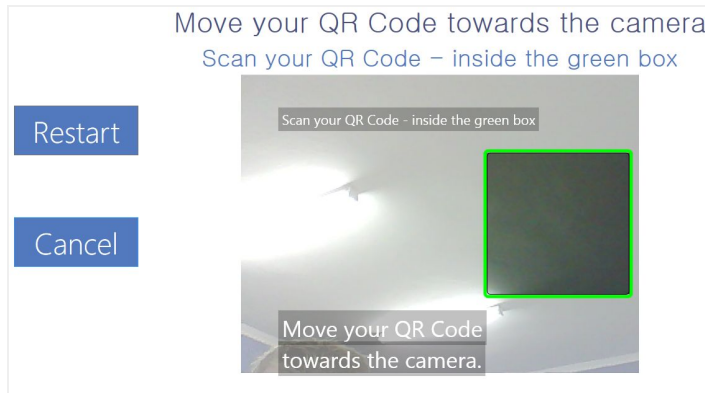 Move your QR Code towards the camera
Scan your QR Code – inside the green box
Restart
Scan your QR Code - inside the green box
Cancel
Move your QR Code
towards the camera.